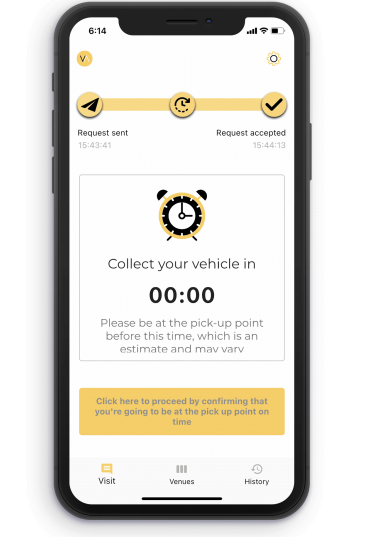 6:14
V
Request sent
Request accepted
15:43:41
15:44:13
Collect your vehicle in
00:00
Please be at the pick-up point
before this time, which is an
estimate and may vary
Click here to proceed by confirming that
you're going to be at the pick up point on
time
Visit
Venues
History